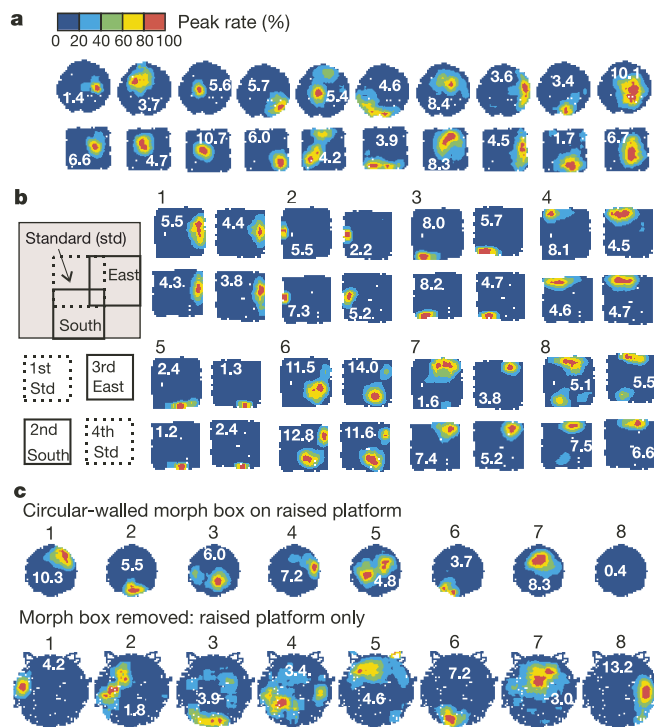 a Peak rate (%)
0 20 40 60 80 100
1.4 3.7 5.6 5.7 5.4 4.6 8.4 3.6 3.4 10.1
6.6 4.7 10.7 6.0 4.2 3.9 8.3 4.5 1.7 6.7
b 1 2 3 4
Standard (std)
East
South
5.5 4.4 5.5 2.2 8.0 5.7 8.1 4.5
4.3 3.8 7.3 5.2 8.2 4.7 4.6 4.7
5 6 7 8
1st Std
3rd East
2nd South
4th Std
2.4 1.3 11.5 14.0 1.6 3.8 5.1 5.5
1.2 2.4 12.8 11.6 7.4 5.2 7.5 6.6
c
Circular-walled morph box on raised platform
1 2 3 4 5 6 7 8
10.3 5.5 6.0 7.2 4.8 3.7 8.3 0.4
Morph box removed: raised platform only
1 2 3 4 5 6 7 8
4.2 1.8 3.9 3.4 4.6 7.2 3.0 13.2